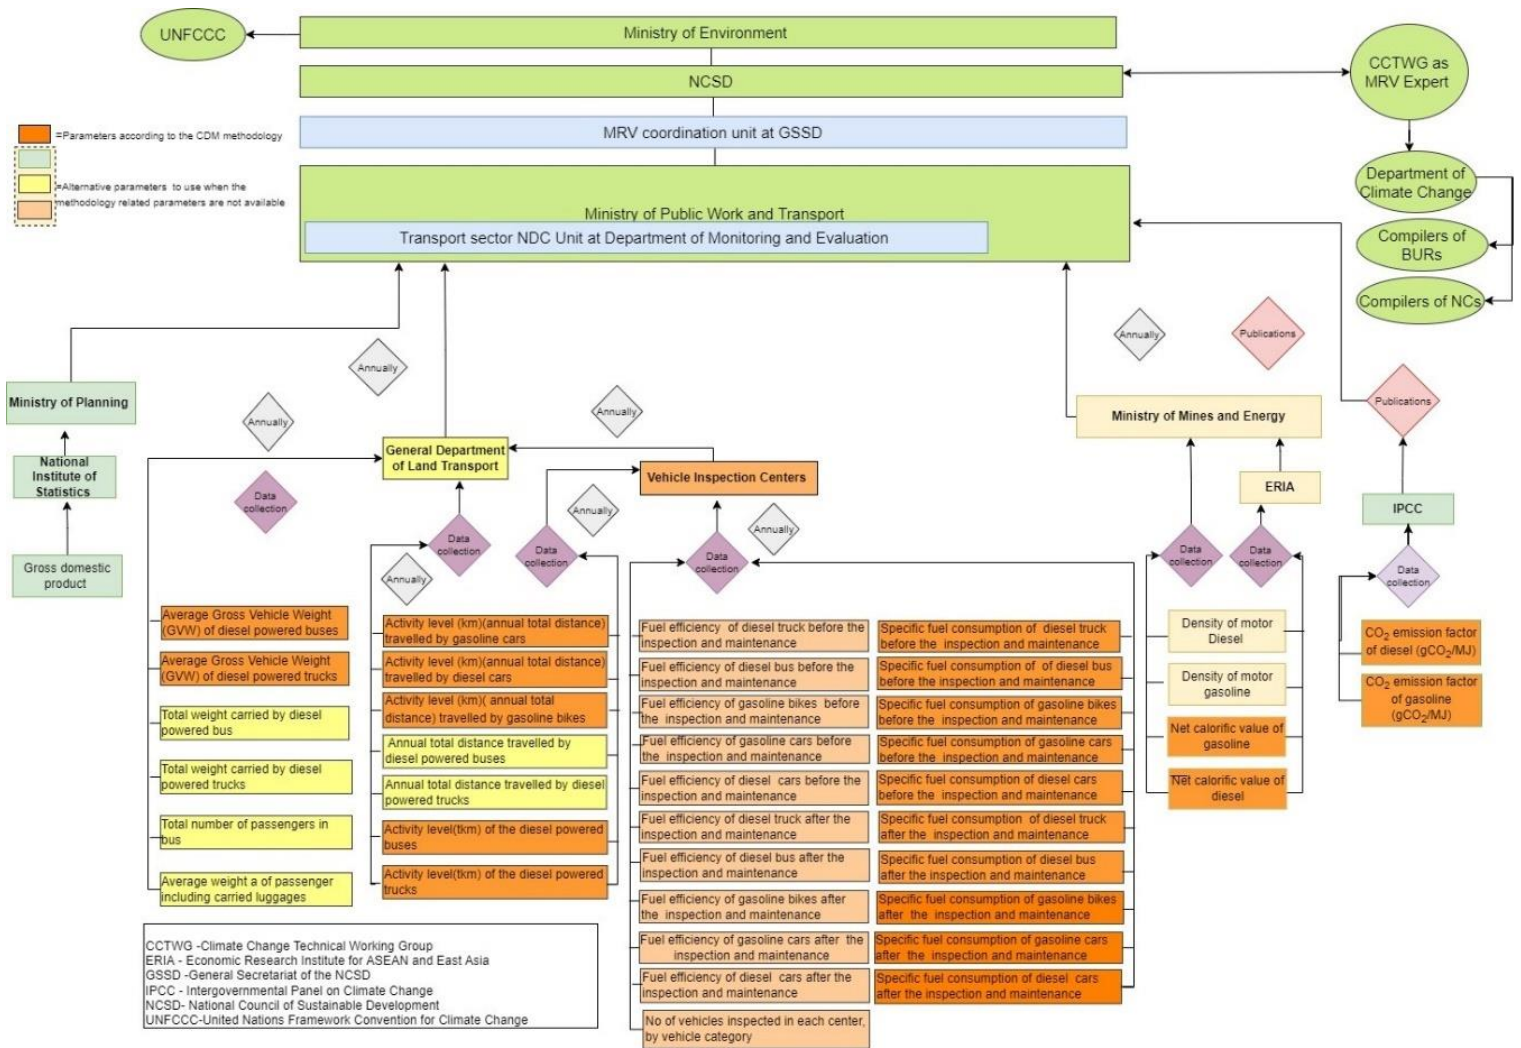 UNFCCC
Ministry of Environment
NCSD
CCTWG as
MRV Expert
MRV coordination unit at GSSD
=Parameters according to the CDM methodology
=Alternative parameters to use when the
methodology related parameters are not available
Ministry of Public Work and Transport
Transport sector NDC Unit at Department of Monitoring and Evaluation
Department of
Climate Change
Compilers of
BURs
Compilers of NCs
Annually
Annually
Publications
Ministry of Planning
Annually
Annually
Ministry of Mines and Energy
Publications
National
Institute of
Statistics
General Department
of Land Transport
Vehicle Inspection Centers
ERIA
IPCC
Data
collection
Annually
Annually
Data
collection
Data
collection
Data
collection
Data
collection
Data
collection
Data
collection
Annually
Gross domestic
product
Average Gross Vehicle Weight
(GVW) of diesel powered buses
Average Gross Vehicle Weight
(GVW) of diesel powered trucks
Total weight carried by diesel
powered bus
Total weight carried by diesel
powered trucks
Total number of passengers in
bus
Average weight a of passenger
including carried luggages
Activity level (km)(annual total distance)
travelled by gasoline cars
Activity level (km)(annual total distance)
travelled by diesel cars
Activity level (km)( annual total
distance) travelled by gasoline bikes
Annual total distance travelled by
diesel powered buses
Annual total distance travelled by diesel
powered trucks
Activity level(tkm) of the diesel powered
buses
Activity level(tkm) of the diesel powered
trucks
Fuel efficiency of diesel truck before the
inspection and maintenance
Fuel efficiency of diesel bus before the
inspection and maintenance
Fuel efficiency of gasoline bikes before
the inspection and maintenance
Fuel efficiency of gasoline cars before
the inspection and maintenance
Fuel efficiency of diesel cars before the
inspection and maintenance
Fuel efficiency of diesel truck after the
inspection and maintenance
Fuel efficiency of diesel bus after the
inspection and maintenance
Fuel efficiency of gasoline bikes after
the inspection and maintenance
Fuel efficiency of gasoline cars after the
inspection and maintenance
Fuel efficiency of diesel cars after the
inspection and maintenance
No of vehicles inspected in each center,
by vehicle category
Specific fuel consumption of diesel truck
before the inspection and maintenance
Specific fuel consumption of of diesel bus
before the inspection and maintenance
Specific fuel consumption of gasoline bikes
before the inspection and maintenance
Specific fuel consumption of gasoline cars
before the inspection and maintenance
Specific fuel consumption of diesel cars
before the inspection and maintenance
Specific fuel consumption of diesel truck
after the inspection and maintenance
Specific fuel consumption of diesel bus
after the inspection and maintenance
Specific fuel consumption of gasoline bikes
after the inspection and maintenance
Specific fuel consumption of gasoline cars
after the inspection and maintenance
Specific fuel consumption of diesel cars
after the inspection and maintenance
Density of motor
Diesel
Density of motor
gasoline
Net calorific value of
gasoline
Net calorific value of
diesel
CO2 emission factor
of diesel (gCO2/MJ)
CO2 emission factor
of gasoline
(gCO2/MJ)
CCTWG -Climate Change Technical Working Group
ERIA - Economic Research Institute for ASEAN and East Asia
GSSD -General Secretariat of the NCSD
IPCC - Intergovernmental Panel on Climate Change
NCSD- National Council of Sustainable Development
UNFCCC-United Nations Framework Convention for Climate Change